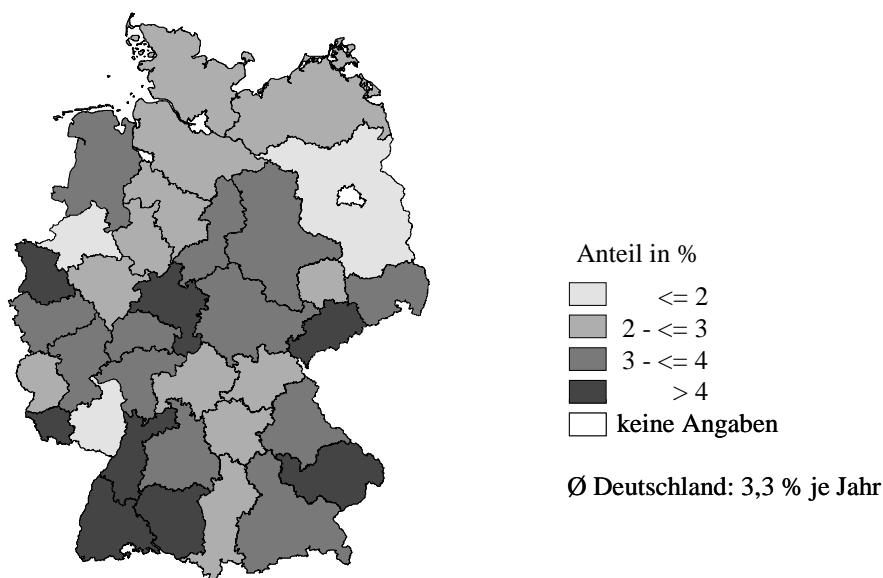 Anteil in %
<= 2
2 - <= 3
3 - <= 4
> 4
keine Angaben
Ø Deutschland: 3,3 % je Jahr